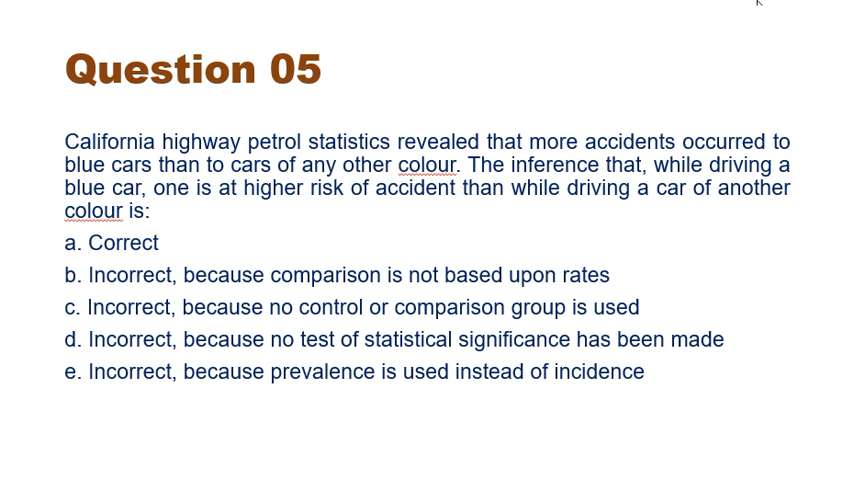 Question 05
California highway petrol statistics revealed that more accidents occurred to
blue cars than to cars of any other colour. The inference that, while driving a
blue car, one is at higher risk of accident than while driving a car of another
colour is:
a. Correct
b. Incorrect, because comparison is not based upon rates
c. Incorrect, because no control or comparison group is used
d. Incorrect, because no test of statistical significance has been made
e. Incorrect, because prevalence is used instead of incidence